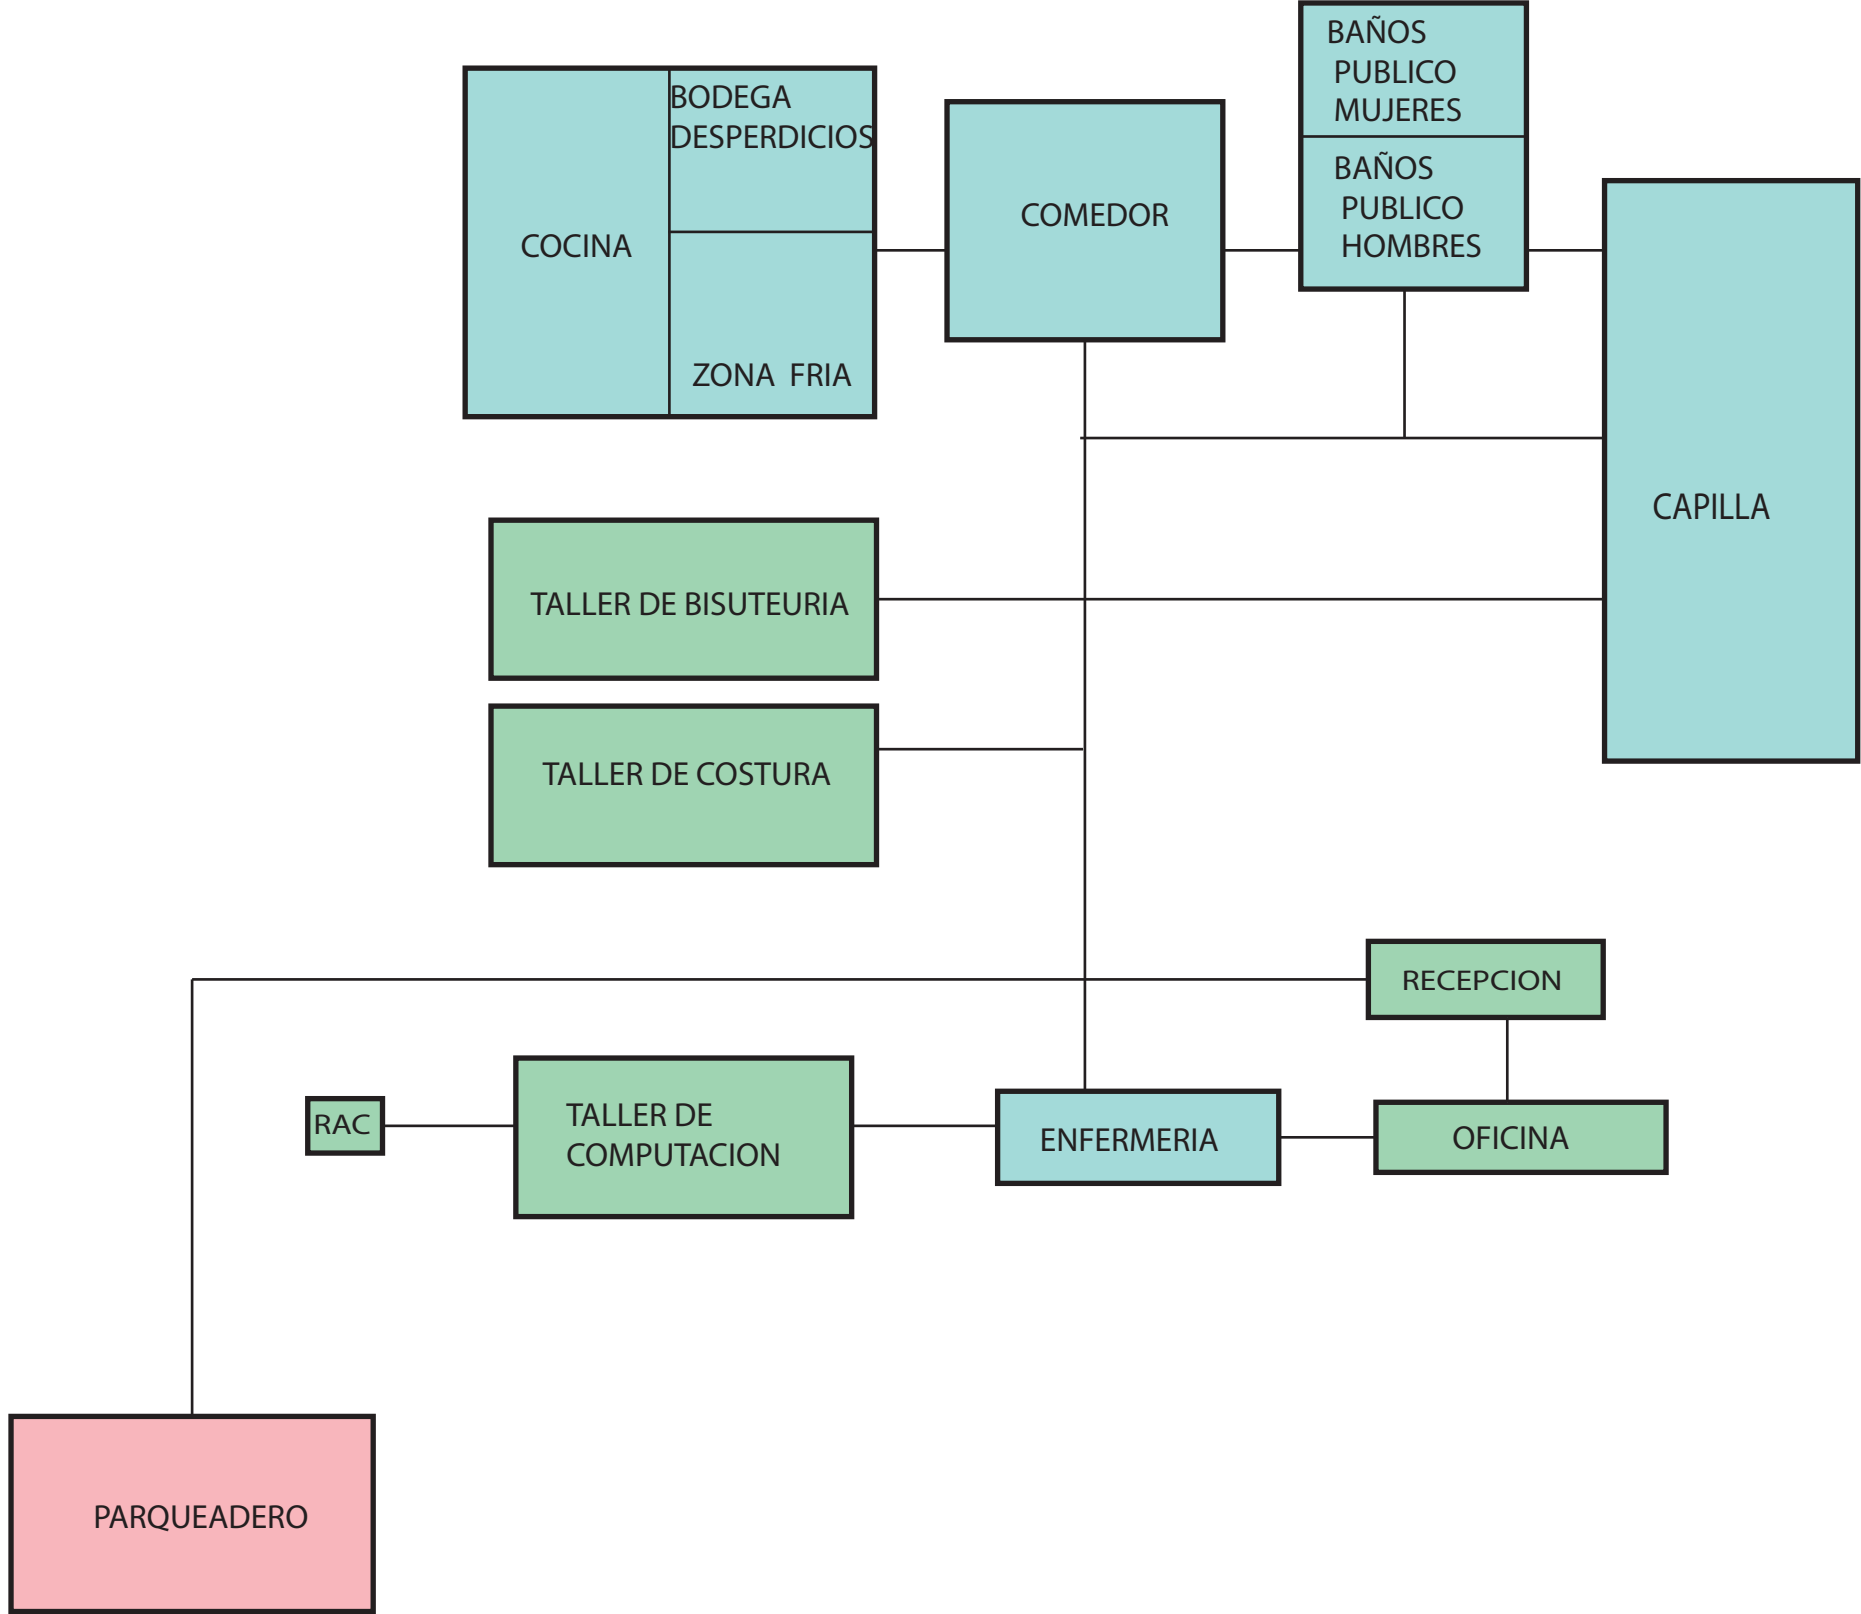 BAÑOS
PUBLICO
MUJERES
BODEGA
DESPERDICIOS
BAÑOS
PUBLICO
HOMBRES
COMEDOR
COCINA
ZONA FRIA
CAPILLA
TALLER DE BISUTEURIA
TALLER DE COSTURA
RECEPCION
RAC
TALLER DE
COMPUTACION
ENFERMERIA
OFICINA
PARQUEADERO